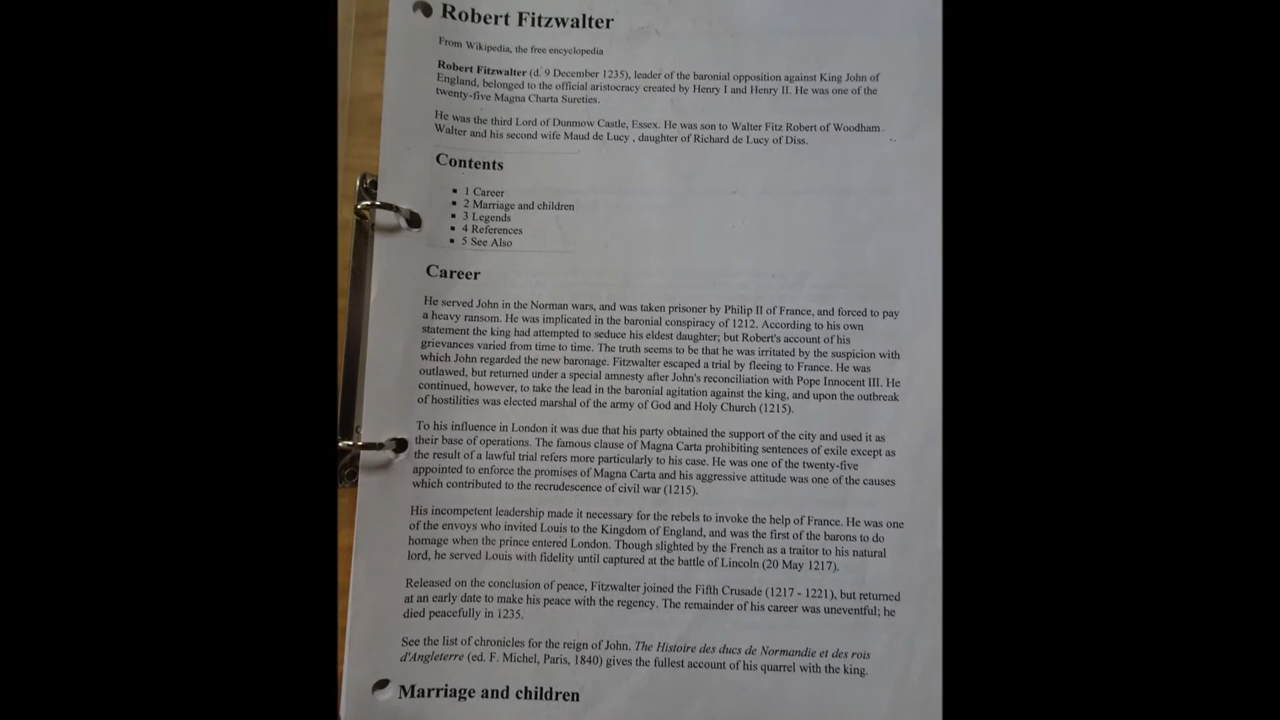 Robert Fitzwalter
From Wikipedia, the free encyclopedia
Robert Fitzwalter (d. 9 December 1235), leader of the baronial opposition against King John of
England, belonged to the official aristocracy created by Henry I and Henry II. He was one of the
twenty-five Magna Charta Sureties.
He was the third Lord of Dunmow Castle, Essex. He was son to Walter Fitz Robert of Woodham
Walter and his second wife Maud de Lucy , daughter of Richard de Lucy of Diss.
Contents
▪ 1 Career
▪ 2 Marriage and children
▪ 3 Legends
▪ 4 References
▪ 5 See Also
Career
He served John in the Norman wars, and was taken prisoner by Philip II of France, and forced to pay
a heavy ransom. He was implicated in the baronial conspiracy of 1212. According to his own
statement the king had attempted to seduce his eldest daughter; but Robert's account of his
grievances varied from time to time. The truth seems to be that he was irritated by the suspicion with
which John regarded the new baronage. Fitzwalter escaped a trial by fleeing to France. He was
outlawed, but returned under a special amnesty after John's reconciliation with Pope Innocent III. He
continued, however, to take the lead in the baronial agitation against the king, and upon the outbreak
of hostilities was elected marshal of the army of God and Holy Church (1215).
To his influence in London it was due that his party obtained the support of the city and used it as
their base of operations. The famous clause of Magna Carta prohibiting sentences of exile except as
the result of a lawful trial refers more particularly to his case. He was one of the twenty-five
appointed to enforce the promises of Magna Carta and his aggressive attitude was one of the causes
which contributed to the recrudescence of civil war (1215).
His incompetent leadership made it necessary for the rebels to invoke the help of France. He was one
of the envoys who invited Louis to the Kingdom of England, and was the first of the barons to do
homage when the prince entered London. Though slighted by the French as a traitor to his natural
lord, he served Louis with fidelity until captured at the battle of Lincoln (20 May 1217).
Released on the conclusion of peace, Fitzwalter joined the Fifth Crusade (1217 - 1221), but returned
at an early date to make his peace with the regency. The remainder of his career was uneventful; he
died peacefully in 1235.
See the list of chronicles for the reign of John. The Histoire des ducs de Normandie et des rois
d'Angleterre (ed. F. Michel, Paris, 1840) gives the fullest account of his quarrel with the king.
Marriage and children